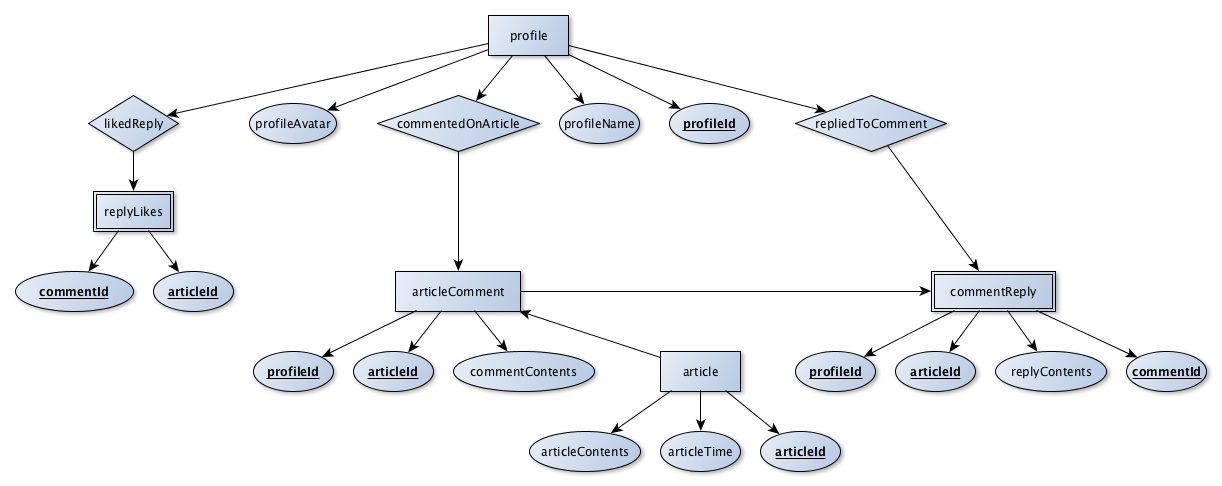 profile
likedReply
profileAvatar
commentedOnArticle
profileName
profileId
repliedToComment
replyLikes
commentId
articleId
articleComment
commentReply
profileId
articleId
commentContents
article
profileId
articleId
replyContents
commentId
articleContents
articleTime
articleId